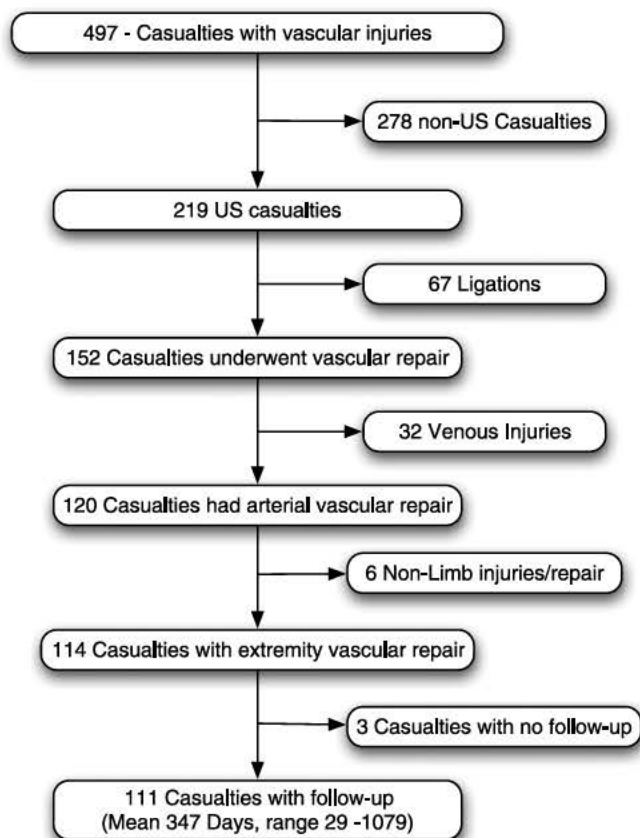 497 - Casualties with vascular injuries
278 non-US Casualties
219 US casualties
67 Ligations
152 Casualties underwent vascular repair
32 Venous Injuries
120 Casualties had arterial vascular repair
6 Non-Limb injuries/repair
114 Casualties with extremity vascular repair
3 Casualties with no follow-up
111 Casualties with follow-up
(Mean 347 Days, range 29 -1079)